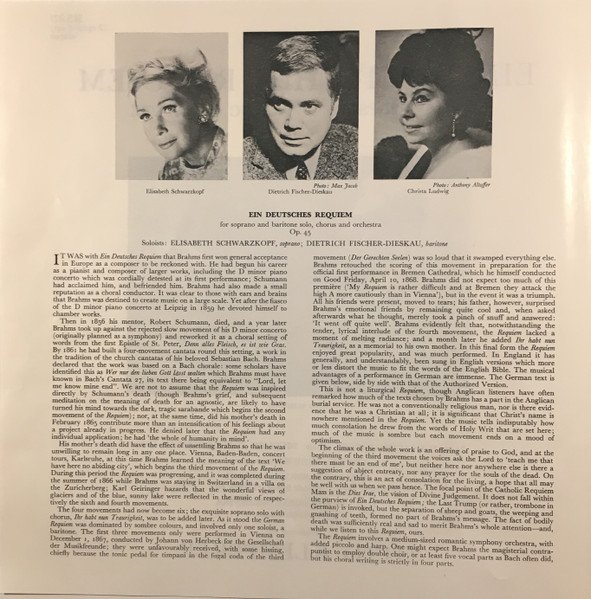 Elisabeth Schwarzkopf
Photo: Max Jacob
Dietrich Fischer-Dieskau
Photo: Anthony Altaffer
Christa Ludwig
EIN DEUTSCHES REQUIEM
for soprano and baritone solo, chorus and orchestra
Op. 45
Soloists: ELISABETH SCHWARZKOPF, soprano; DIETRICH FISCHER-DIESKAU, baritone
IT WAS with Ein Deutsches Requiem that Brahms first won general acceptance
in Europe as a composer to be reckoned with. He had begun his career
as a pianist and composer of larger works, including the D minor piano
concerto which was cordially detested at its first performance; Schumann
had acclaimed him, and befriended him. Brahms had also made a small
reputation as a choral conductor. It was clear to those with ears and brains
that Brahms was destined to create music on a large scale. Yet after the fiasco
of the D minor piano concerto at Leipzig in 1859 he devoted himself to
chamber works.
Then in 1856 his mentor, Robert Schumann, died, and a year later
Brahms took up against the rejected slow movement of his D minor concerto
(originally planned as a symphony) and reworked it as a choral setting of
words from the first Epistle of St. Peter, Denn alles Fleisch, es ist wie Gras.
By 1861 he had built a four-movement cantata round this setting, a work in
the tradition of the church cantatas of his beloved Sebastian Bach. Brahms
declared that the work was based on a Bach chorale: some scholars have
identified this as Wer nur den lieben Gott lässt walten which Brahms must have
known in Bach's Cantata 27, its text there being equivalent to "Lord, let
me know mine end". We are not to assume that the Requiem was inspired
directly by Schumann's death (though Brahms's grief, and subsequent
meditation on the meaning of death for an agnostic, are likely to have
turned his mind towards the dark, tragic sarabande which begins the second
movement of the Requiem); nor, at the same time, did his mother's death in
February 1865 contribute more than an intensification of his feelings about
a project already in progress. He denied later that the Requiem had any
individual application; he had 'the whole of humanity in mind'.
His mother's death did have the effect of unsettling Brahms so that he was
unwilling to remain long in any one place. Vienna, Baden-Baden, concert
tours, Karlsruhe, at this time Brahms learned the meaning of the text 'We
have here no abiding city', which begins the third movement of the Requiem.
During this period the Requiem was progressing, and it was completed during
the summer of 1866 while Brahms was staying in Switzerland in a villa on
the Zuricherberg; Karl Geiringer hazards that the wonderful views of
glaciers and of the blue, sunny lake were reflected in the music of respec-
tively the sixth and fourth movements.
The four movements had now become six; the exquisite soprano solo with
chorus, Ihr habt nun Traurigkeit, was to be added later. As it stood the German
Requiem was dominated by sombre colours, and involved only one soloist, a
baritone. The first three movements only were performed in Vienna on
December 1, 1867, conducted by Johann von Herbeck for the Gesellschaft
der Musikfreunde; they were unfavourably received, with some hissing,
chiefly because the tonic pedal for timpani in the fugal coda of the third
movement (Der Gerechten Seelen) was so loud that it swamped everything else.
Brahms retouched the scoring of this movement in preparation for the
official first performance in Bremen Cathedral, which he himself conducted
on Good Friday, April 10, 1868. Brahms did not expect too much of this
première ('My Requiem is rather difficult and at Bremen they attack the
high A more cautiously than in Vienna'), but in the event it was a triumph.
All his friends were present, moved to tears; his father, however, surprised
Brahms's emotional friends by remaining quite cool and, when asked
afterwards what he thought, merely took a pinch of snuff and answered:
'It went off quite well'. Brahms evidently felt that, notwithstanding the
tender, lyrical interlude of the fourth movement, the Requiem lacked a
moment of melting radiance; and a month later he added Ihr habt nun
Traurigkeit, as a memorial to his own mother. In this final form the Requiem
enjoyed great popularity, and was much performed. In England it has
generally, and understandably, been sung in English versions which more
or less distort the music to fit the words of the English Bible. The musical
advantages of a performance in German are immense. The German text is
given below, side by side with that of the Authorized Version.
This is not a liturgical Requiem, though Anglican listeners have often
remarked how much of the texts chosen by Brahms has a part in the Anglican
burial service. He was not a conventionally religious man, nor is there evid-
ence that he was a Christian at all; it is significant that Christ's name is
nowhere mentioned in the Requiem. Yet the music tells indisputably how
much consolation he drew from the words of Holy Writ that are set here;
much of the music is sombre but each movement ends on a mood of
optimism.
The climax of the whole work is an offering of praise to God, and at the
beginning of the third movement the voices ask the Lord to 'teach me that
there must be an end of me', but neither here nor anywhere else is there a
suggestion of abject entreaty, nor any prayer for the souls of the dead. On
the contrary, this is an act of consolation for the living, a hope that all may
be well with us when we pass hence. The focal point of the Catholic Requiem
Mass is the Dies Irae, the vision of Divine Judgement. It does not fall within
the purview of Ein Deutsches Requiem; the Last Trump (or rather, trombone in
German) is invoked, but the separation of sheep and goats, the weeping and
gnashing of teeth, formed no part of Brahms's message. The fact of bodily
death was sufficiently real and sad to merit Brahms's whole attention—and,
while we listen to this Requiem, ours.
The Requiem involves a medium-sized romantic symphony orchestra, with
added piccolo and harp. One might expect Brahms the magisterial contra-
puntist to employ double choir, or at least five vocal parts as Bach often did,
but his choral writing is strictly in four parts.